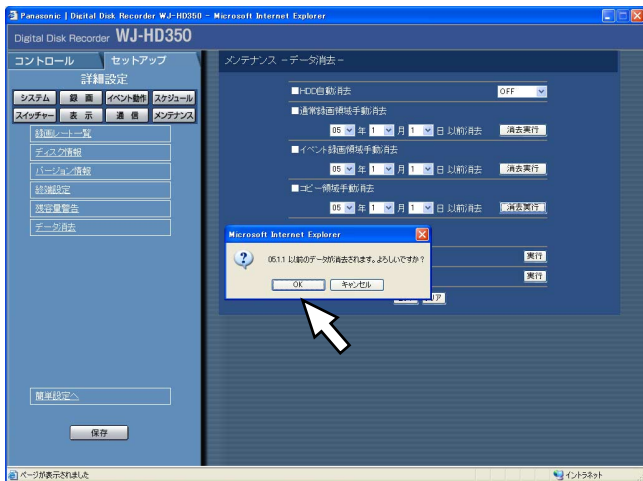 Panasonic | Digital Disk Recorder WJ-HD350 - Microsoft Internet Explorer
Digital Disk Recorder WJ-HD350
コントロール セットアップ
詳細設定
システム 録画 イベント動作 スケジュール
スイッチャー 表示 通信 メンテナンス
録画レート一覧
ディスク情報
バージョン情報
終端設定
残容量警告
データ消去
簡単設定へ
保存
メンテナンス －データ消去－
■HDD自動消去 OFF
■通常録画領域手動消去
05 年 1 月 1 日 以前消去 消去実行
■イベント録画領域手動消去
05 年 1 月 1 日 以前消去 消去実行
■コピー領域手動消去
05 年 1 月 1 日 以前消去 消去実行
Microsoft Internet Explorer
05.1.1 以前のデータが消去されます。よろしいですか？
OK キャンセル
実行
実行
ページが表示されました
イントラネット